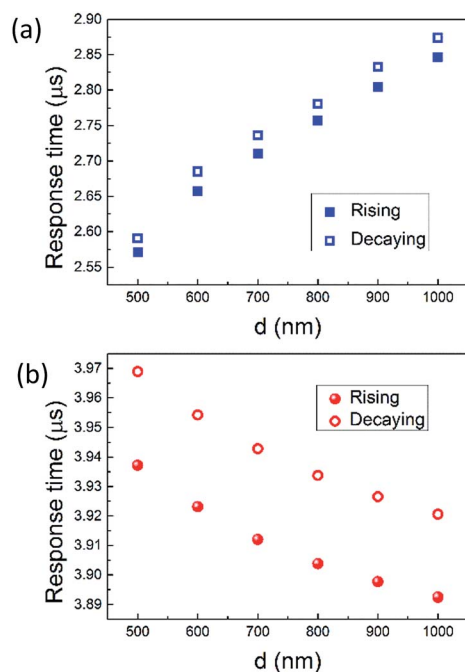 (a)
Response time (μs)
2.90
2.85
2.80
2.75
2.70
2.65
2.60
2.55
Rising
Decaying
500 600 700 800 900 1000
d (nm)
(b)
Response time (μs)
3.97
3.96
3.95
3.94
3.93
3.92
3.91
3.90
3.89
Rising
Decaying
500 600 700 800 900 1000
d (nm)